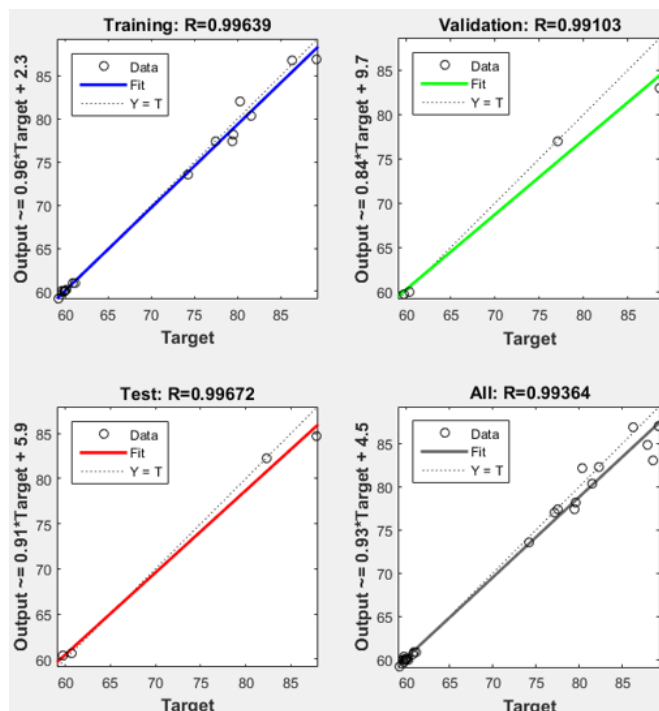 Training: R=0.99639
Output ~= 0.96*Target + 2.3
85
80
75
70
65
60
Data
Fit
Y = T
60 65 70 75 80 85
Target
Validation: R=0.99103
Output ~= 0.84*Target + 9.7
85
80
75
70
65
60
Data
Fit
Y = T
60 65 70 75 80 85
Target
Test: R=0.99672
Output ~= 0.91*Target + 5.9
85
80
75
70
65
60
Data
Fit
Y = T
60 65 70 75 80 85
Target
All: R=0.99364
Output ~= 0.93*Target + 4.5
85
80
75
70
65
60
Data
Fit
Y = T
60 65 70 75 80 85
Target